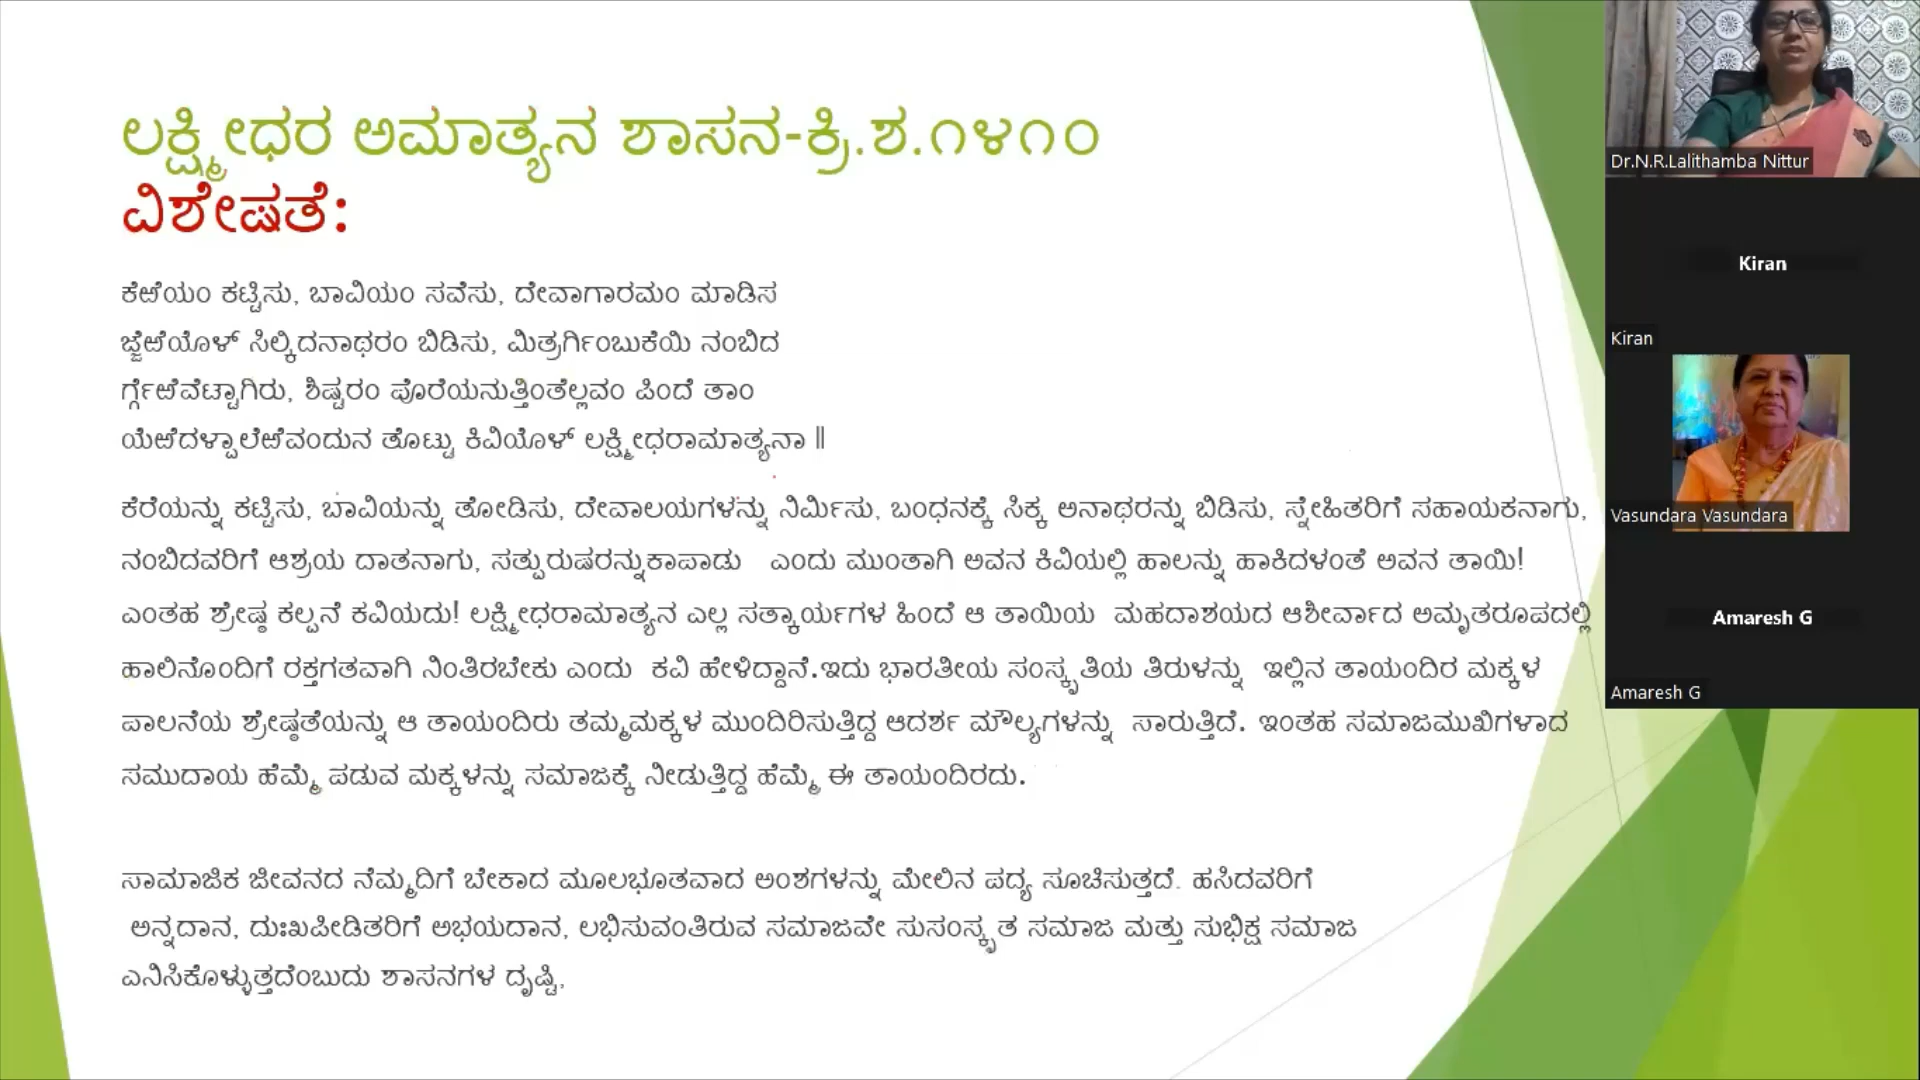 ಲಕ್ಷ್ಮೀಧರ ಅಮಾತ್ಯನ ಶಾಸನ-ಕ್ರಿ.ಶ.೧೪೧೦
ವಿಶೇಷತೆ:
ಕೆಱೆಯಂ ಕಟ್ಟಿಸು, ಬಾವಿಯಂ ಸವೆಸು, ದೇವಾಗಾರಮಂ ಮಾಡಿಸ
ಜ್ಜೆಱೆಯೊಳ್ ಸಿಲ್ಕಿದನಾಥರಂ ಬಿಡಿಸು, ಮಿತ್ರರ್ಗಿಂಬುಕೆಯಿ ನಂಬಿದ
ರ್ಗ್ಗೆಱೆವೆಟ್ಟಾಗಿರು, ಶಿಷ್ಟರಂ ಪೊರೆಯನುತ್ತಿಂತೆಲ್ಲವಂ ಪಿಂದೆ ತಾಂ
ಯೆಱೆದಳ್ಪಾಲೆಱೆವಂದುನ ತೊಟ್ಟು ಕಿವಿಯೊಳ್ ಲಕ್ಷ್ಮೀಧರಾಮಾತ್ಯನಾ ॥
ಕೆರೆಯನ್ನು ಕಟ್ಟಿಸು, ಬಾವಿಯನ್ನು ತೋಡಿಸು, ದೇವಾಲಯಗಳನ್ನು ನಿರ್ಮಿಸು, ಬಂಧನಕ್ಕೆ ಸಿಕ್ಕ ಅನಾಥರನ್ನು ಬಿಡಿಸು, ಸ್ನೇಹಿತರಿಗೆ ಸಹಾಯಕನಾಗು,
ನಂಬಿದವರಿಗೆ ಆಶ್ರಯ ದಾತನಾಗು, ಸತ್ಪುರುಷರನ್ನುಕಾಪಾಡು ಎಂದು ಮುಂತಾಗಿ ಅವನ ಕಿವಿಯಲ್ಲಿ ಹಾಲನ್ನು ಹಾಕಿದಳಂತೆ ಅವನ ತಾಯಿ!
ಎಂತಹ ಶ್ರೇಷ್ಠ ಕಲ್ಪನೆ ಕವಿಯದು! ಲಕ್ಷ್ಮೀಧರಾಮಾತ್ಯನ ಎಲ್ಲ ಸತ್ಕಾರ್ಯಗಳ ಹಿಂದೆ ಆ ತಾಯಿಯ ಮಹದಾಶಯದ ಆಶೀರ್ವಾದ ಅಮೃತರೂಪದಲ್ಲಿ
ಹಾಲಿನೊಂದಿಗೆ ರಕ್ತಗತವಾಗಿ ನಿಂತಿರಬೇಕು ಎಂದು ಕವಿ ಹೇಳಿದ್ದಾನೆ.ಇದು ಭಾರತೀಯ ಸಂಸ್ಕೃತಿಯ ತಿರುಳನ್ನು ಇಲ್ಲಿನ ತಾಯಂದಿರ ಮಕ್ಕಳ
ಪಾಲನೆಯ ಶ್ರೇಷ್ಠತೆಯನ್ನು ಆ ತಾಯಂದಿರು ತಮ್ಮಮಕ್ಕಳ ಮುಂದಿರಿಸುತ್ತಿದ್ದ ಆದರ್ಶ ಮೌಲ್ಯಗಳನ್ನು ಸಾರುತ್ತಿದೆ. ಇಂತಹ ಸಮಾಜಮುಖಿಗಳಾದ
ಸಮುದಾಯ ಹೆಮ್ಮೆ ಪಡುವ ಮಕ್ಕಳನ್ನು ಸಮಾಜಕ್ಕೆ ನೀಡುತ್ತಿದ್ದ ಹೆಮ್ಮೆ ಈ ತಾಯಂದಿರದು.
ಸಾಮಾಜಿಕ ಜೀವನದ ನೆಮ್ಮದಿಗೆ ಬೇಕಾದ ಮೂಲಭೂತವಾದ ಅಂಶಗಳನ್ನು ಮೇಲಿನ ಪದ್ಯ ಸೂಚಿಸುತ್ತದೆ. ಹಸಿದವರಿಗೆ
ಅನ್ನದಾನ, ದುಃಖಪೀಡಿತರಿಗೆ ಅಭಯದಾನ, ಲಭಿಸುವಂತಿರುವ ಸಮಾಜವೇ ಸುಸಂಸ್ಕೃತ ಸಮಾಜ ಮತ್ತು ಸುಭಿಕ್ಷ ಸಮಾಜ
ಎನಿಸಿಕೊಳ್ಳುತ್ತದೆಂಬುದು ಶಾಸನಗಳ ದೃಷ್ಟಿ,
Dr.N.R.Lalithamba Nittur
Kiran
Kiran
Vasundara Vasundara
Amaresh G
Amaresh G